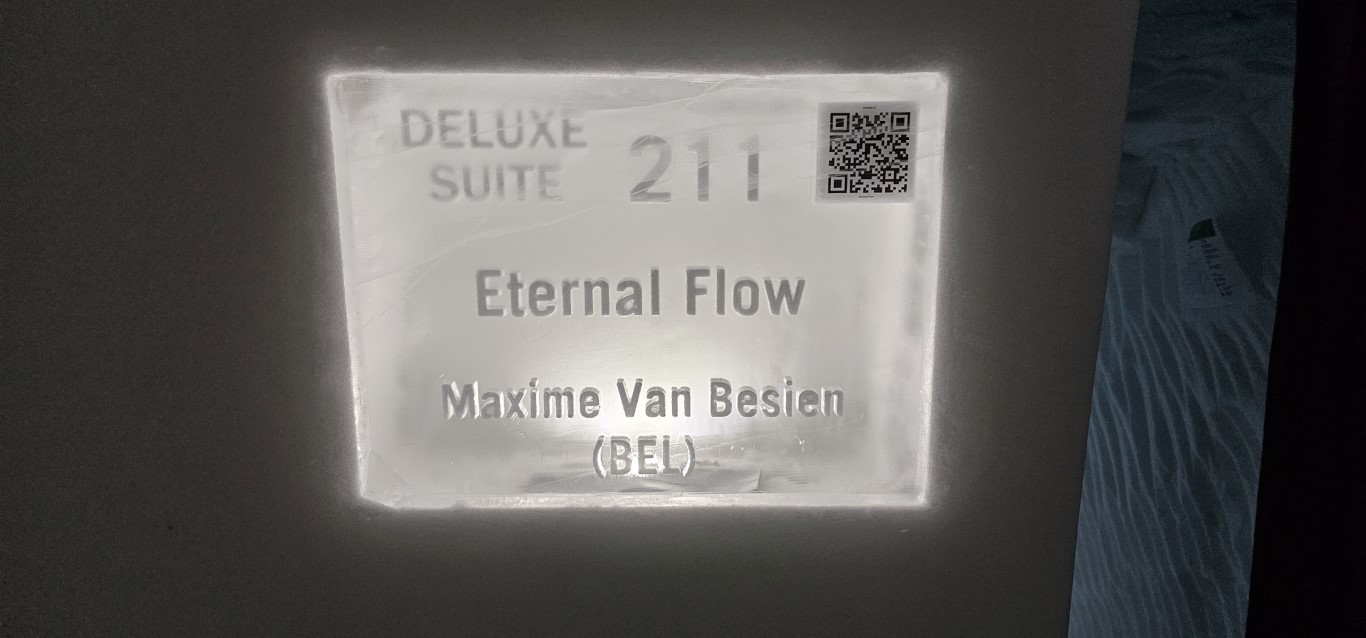 DELUXE
SUITE
211
Eternal Flow
Maxime Van Besien
(BEL)